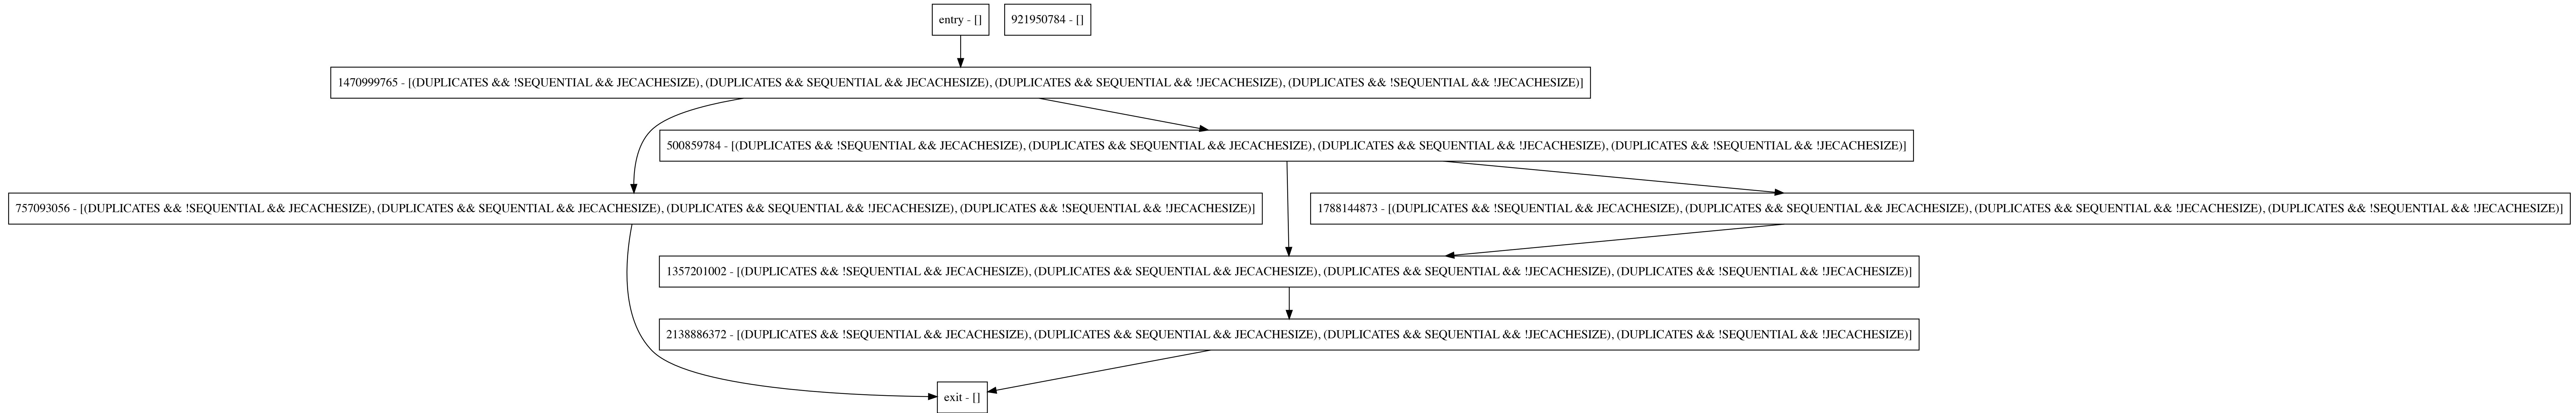 entry - []
921950784 - []
1470999765 - [(DUPLICATES && !SEQUENTIAL && JECACHESIZE), (DUPLICATES && SEQUENTIAL && JECACHESIZE), (DUPLICATES && SEQUENTIAL && !JECACHESIZE), (DUPLICATES && !SEQUENTIAL && !JECACHESIZE)]
500859784 - [(DUPLICATES && !SEQUENTIAL && JECACHESIZE), (DUPLICATES && SEQUENTIAL && JECACHESIZE), (DUPLICATES && SEQUENTIAL && !JECACHESIZE), (DUPLICATES && !SEQUENTIAL && !JECACHESIZE)]
757093056 - [(DUPLICATES && !SEQUENTIAL && JECACHESIZE), (DUPLICATES && SEQUENTIAL && JECACHESIZE), (DUPLICATES && SEQUENTIAL && !JECACHESIZE), (DUPLICATES && !SEQUENTIAL && !JECACHESIZE)]
1788144873 - [(DUPLICATES && !SEQUENTIAL && JECACHESIZE), (DUPLICATES && SEQUENTIAL && JECACHESIZE), (DUPLICATES && SEQUENTIAL && !JECACHESIZE), (DUPLICATES && !SEQUENTIAL && !JECACHESIZE)]
1357201002 - [(DUPLICATES && !SEQUENTIAL && JECACHESIZE), (DUPLICATES && SEQUENTIAL && JECACHESIZE), (DUPLICATES && SEQUENTIAL && !JECACHESIZE), (DUPLICATES && !SEQUENTIAL && !JECACHESIZE)]
2138886372 - [(DUPLICATES && !SEQUENTIAL && JECACHESIZE), (DUPLICATES && SEQUENTIAL && JECACHESIZE), (DUPLICATES && SEQUENTIAL && !JECACHESIZE), (DUPLICATES && !SEQUENTIAL && !JECACHESIZE)]
exit - []